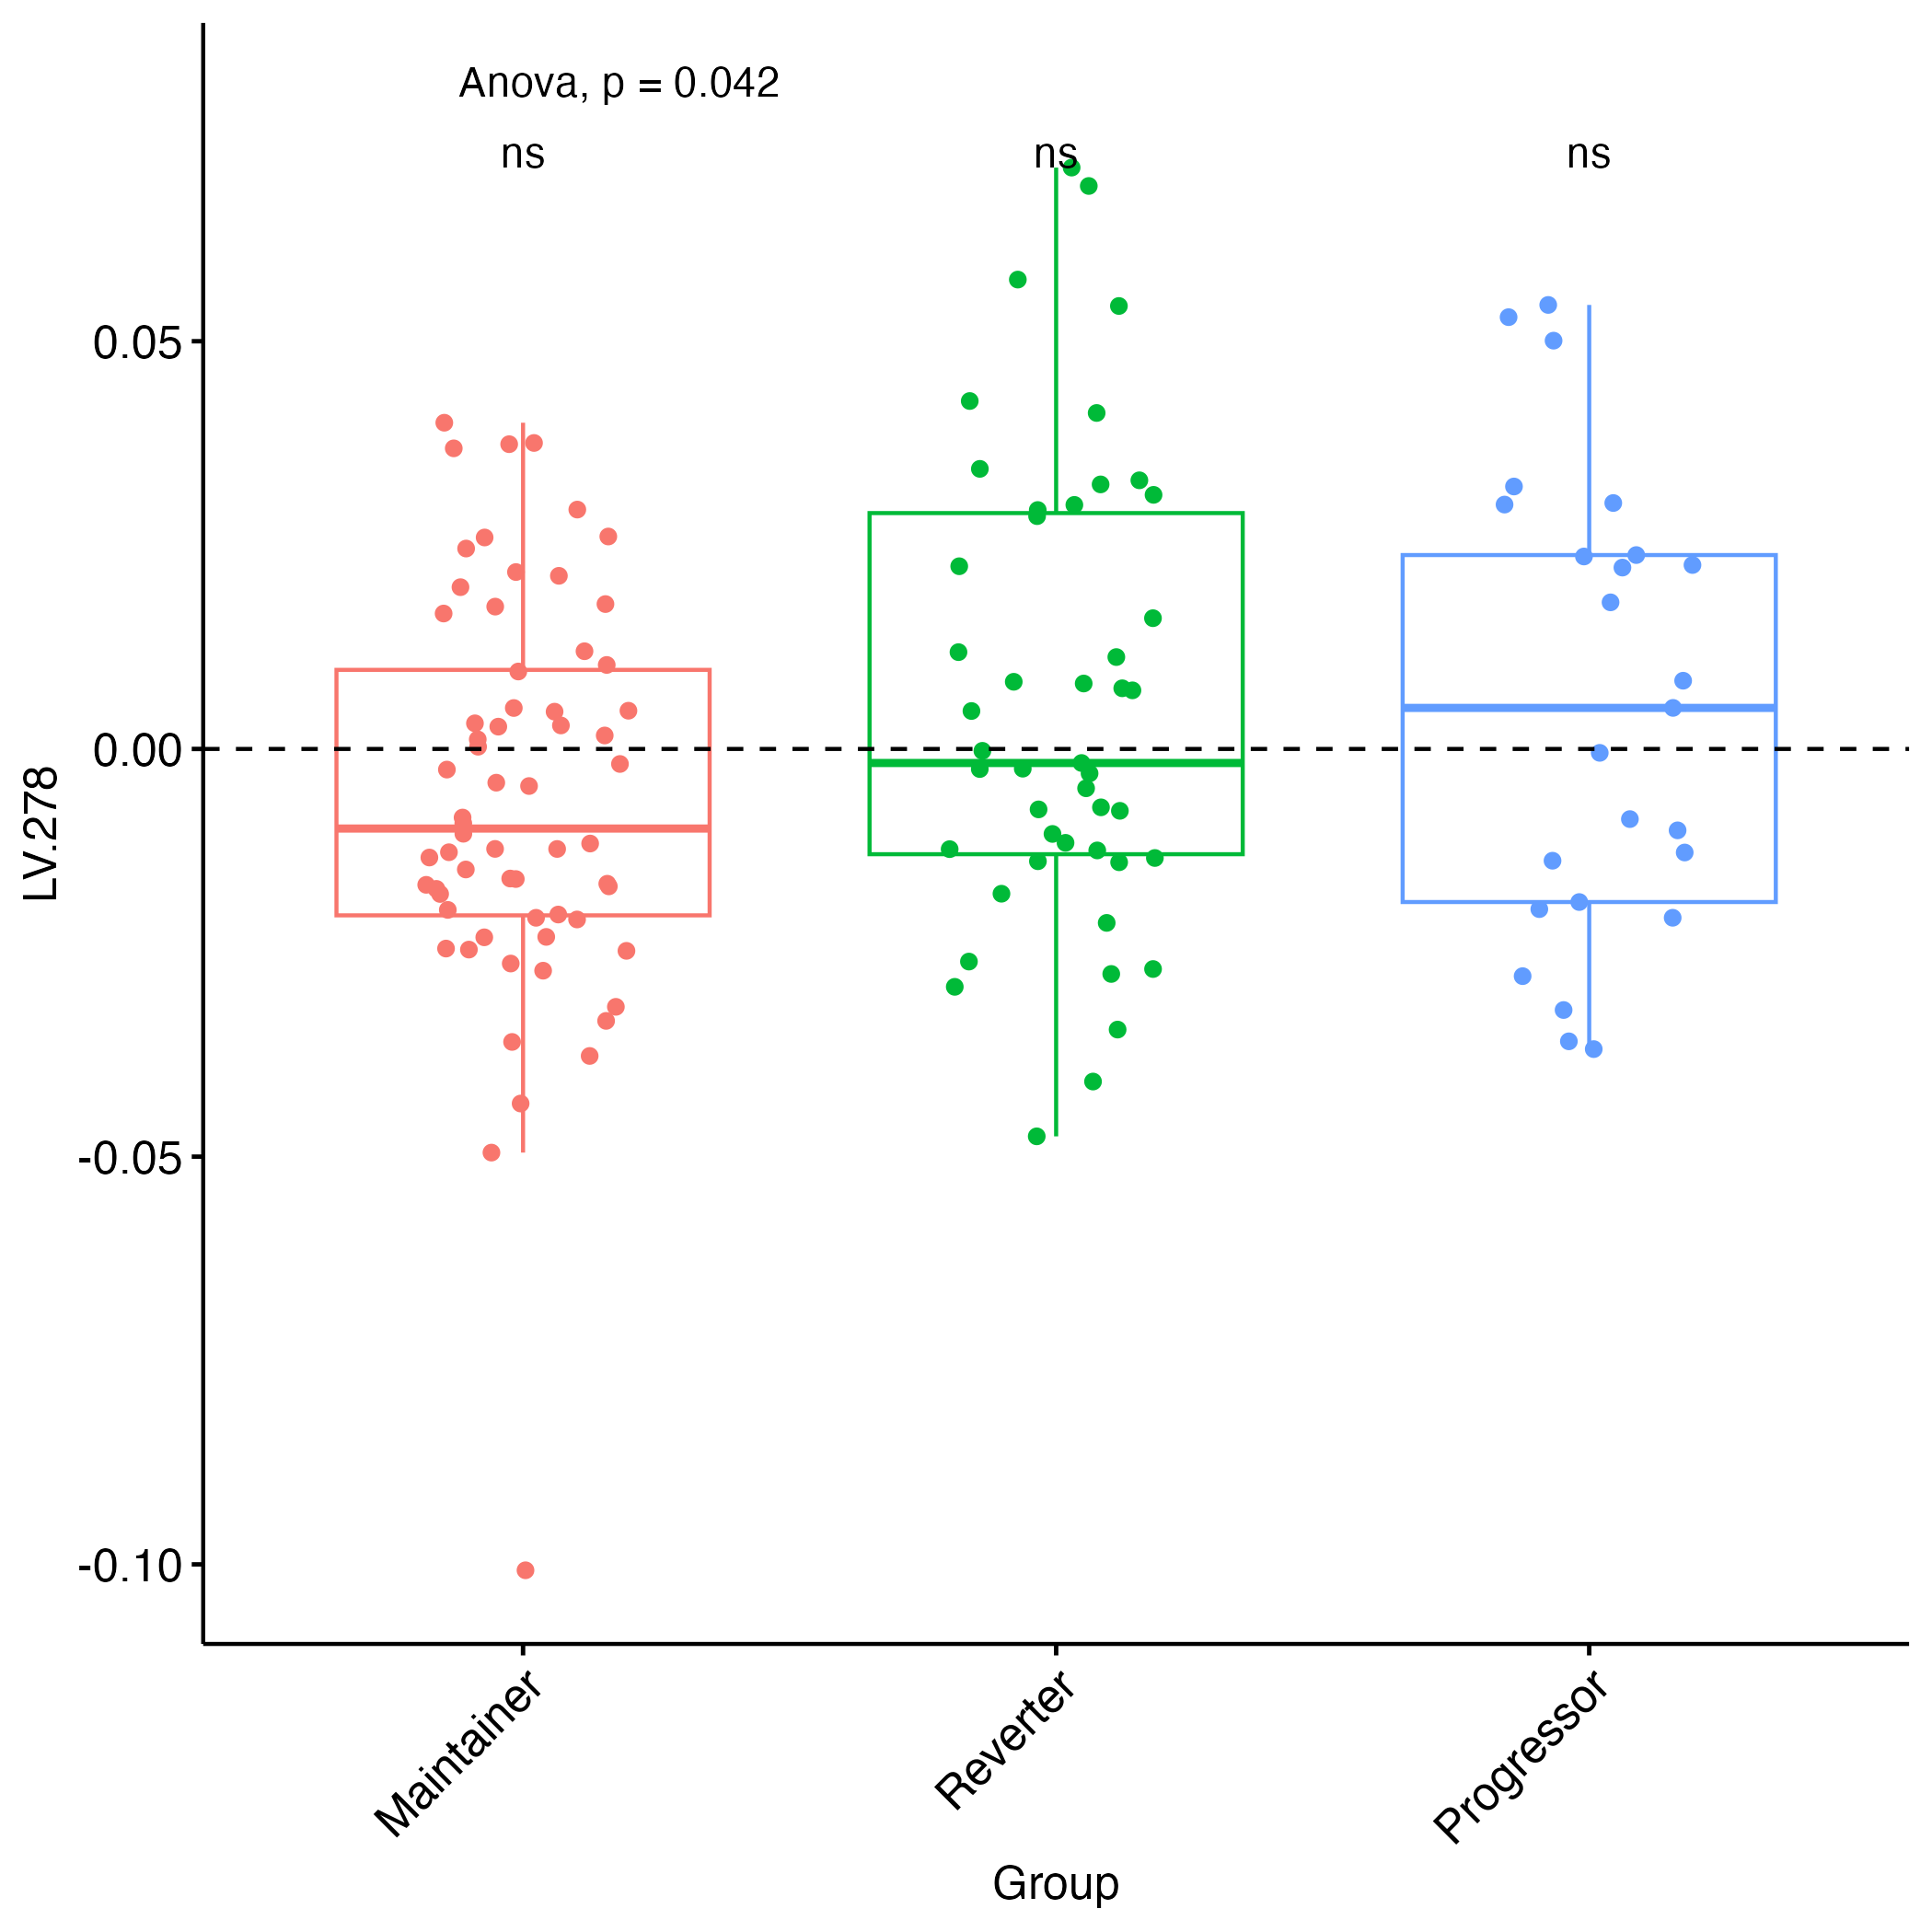 Anova, p = 0.042
ns
ns
ns
0.05
0.00
-0.05
-0.10
LV.278
Maintainer
Reverter
Progressor
Group